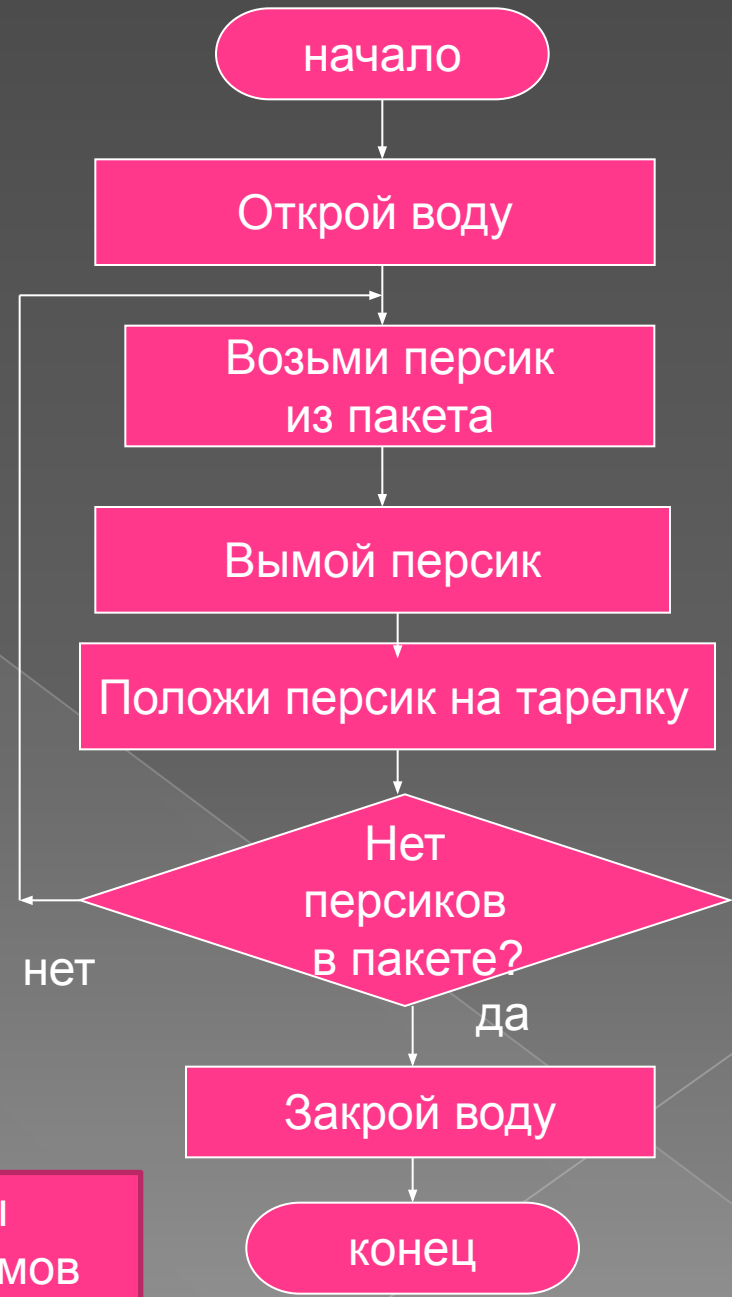 начало
Открой воду
Возьми персик
из пакета
Вымой персик
Положи персик на тарелку
Нет
персиков
в пакете?
нет
да
Закрой воду
конец